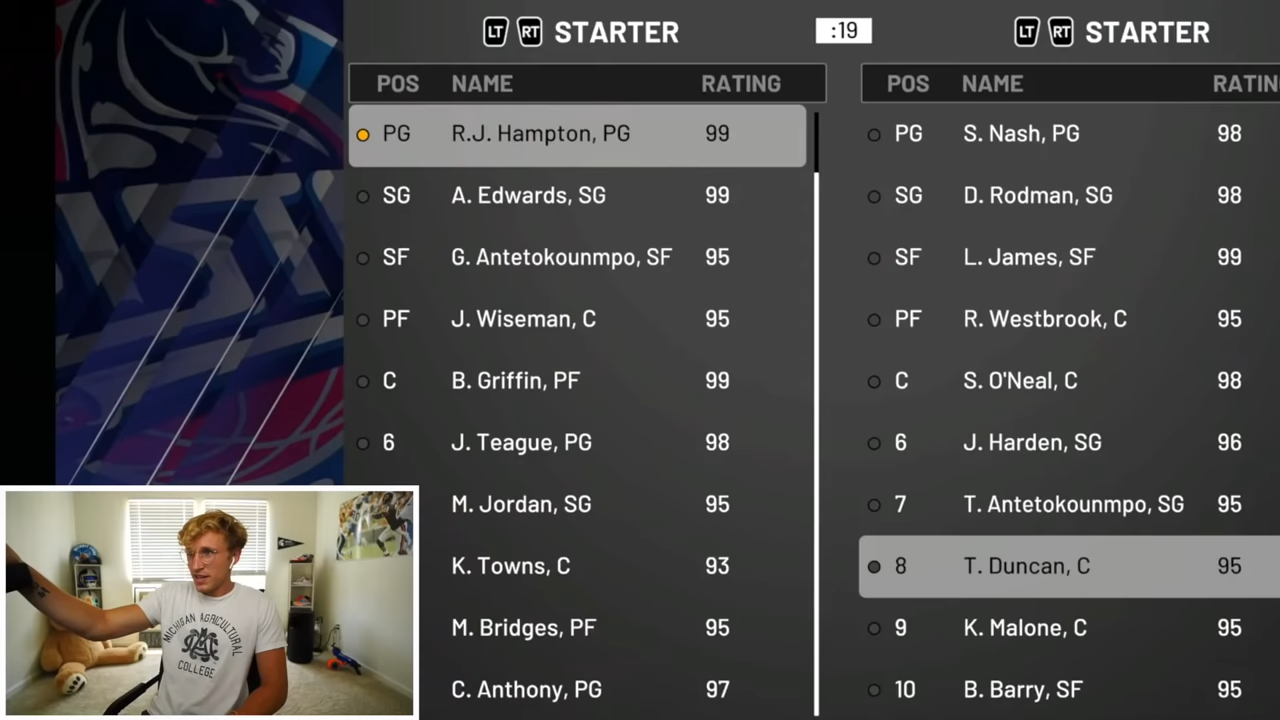 LT RT STARTER :19 LT RT STARTER
POS NAME RATING
PG R.J. Hampton, PG 99
SG A. Edwards, SG 99
SF G. Antetokounmpo, SF 95
PF J. Wiseman, C 95
C B. Griffin, PF 99
6 J. Teague, PG 98
M. Jordan, SG 95
K. Towns, C 93
M. Bridges, PF 95
C. Anthony, PG 97
POS NAME RATIN
PG S. Nash, PG 98
SG D. Rodman, SG 98
SF L. James, SF 99
PF R. Westbrook, C 95
C S. O'Neal, C 98
6 J. Harden, SG 96
7 T. Antetokounmpo, SG 95
8 T. Duncan, C 95
9 K. Malone, C 95
10 B. Barry, SF 95
MICHIGAN AGRICULTURAL
COLLEGE